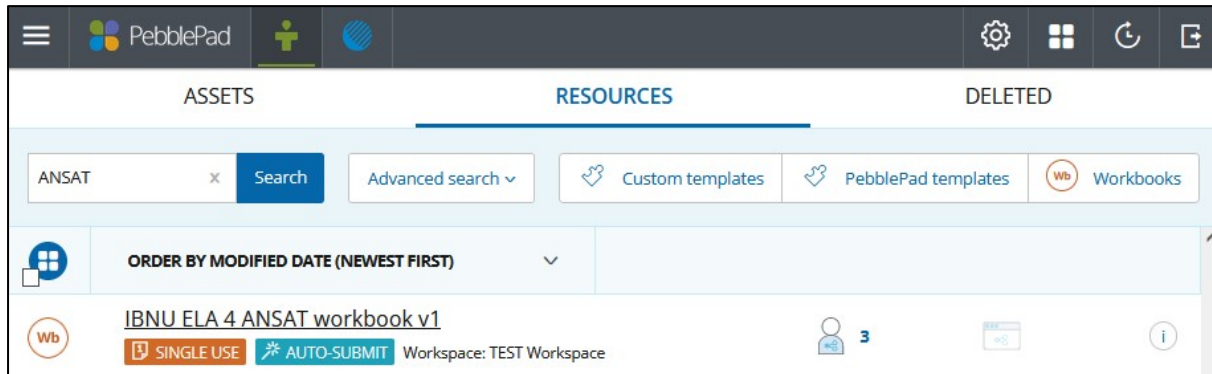 PebblePad
ASSETS RESOURCES DELETED
ANSAT x Search Advanced search Custom templates PebblePad templates Wb Workbooks
ORDER BY MODIFIED DATE (NEWEST FIRST)
Wb IBNU ELA 4 ANSAT workbook v1 3 i
SINGLE USE AUTO-SUBMIT Workspace: TEST Workspace